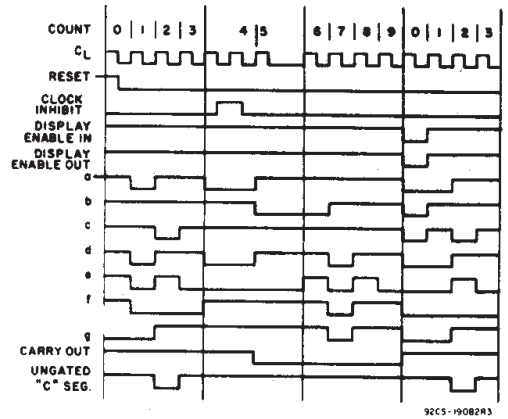 COUNT 0 1 2 3 4 5 6 7 8 9 0 1 2 3
CL
RESET
CLOCK
INHIBIT
DISPLAY
ENABLE IN
DISPLAY
ENABLE OUT
a
b
c
d
e
f
g
CARRY OUT
UNGATED
"C" SEG.
92CS-19082R3